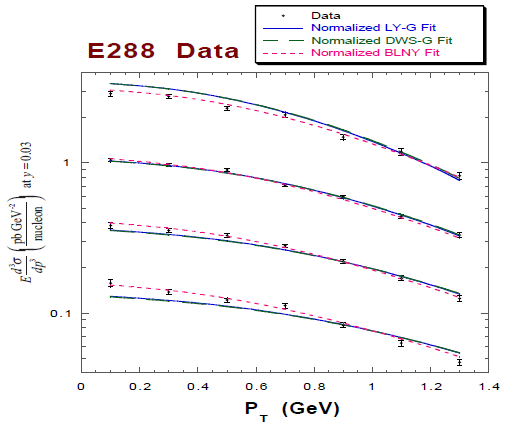 Data
Normalized LY-G Fit
Normalized DWS-G Fit
Normalized BLNY Fit
E288 Data
E d³σ/dp³ (pb GeV⁻²/nucleon) at y = 0.03
1
0.1
0 0.2 0.4 0.6 0.8 1 1.2 1.4
P_T (GeV)